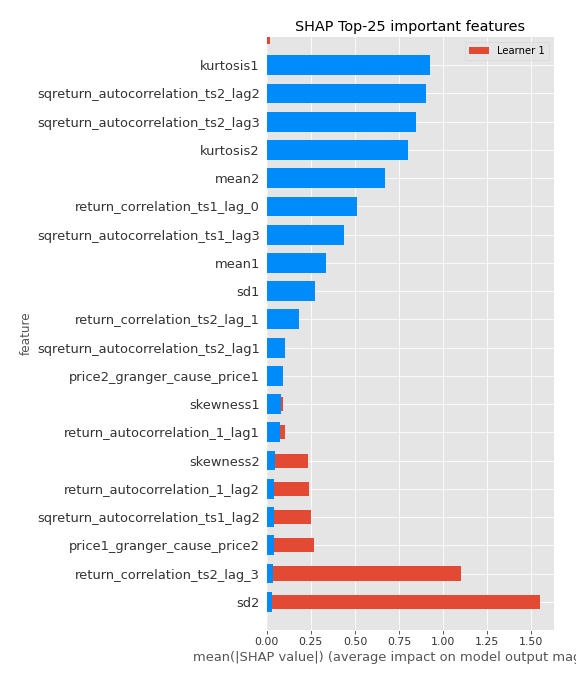 SHAP Top-25 important features
Learner 1
kurtosis1
sqreturn_autocorrelation_ts2_lag2
sqreturn_autocorrelation_ts2_lag3
kurtosis2
mean2
return_correlation_ts1_lag_0
sqreturn_autocorrelation_ts1_lag3
mean1
sd1
return_correlation_ts2_lag_1
sqreturn_autocorrelation_ts2_lag1
price2_granger_cause_price1
skewness1
return_autocorrelation_1_lag1
skewness2
return_autocorrelation_1_lag2
sqreturn_autocorrelation_ts1_lag2
price1_granger_cause_price2
return_correlation_ts2_lag_3
sd2
feature
0.00 0.25 0.50 0.75 1.00 1.25 1.50
mean(|SHAP value|) (average impact on model output mag